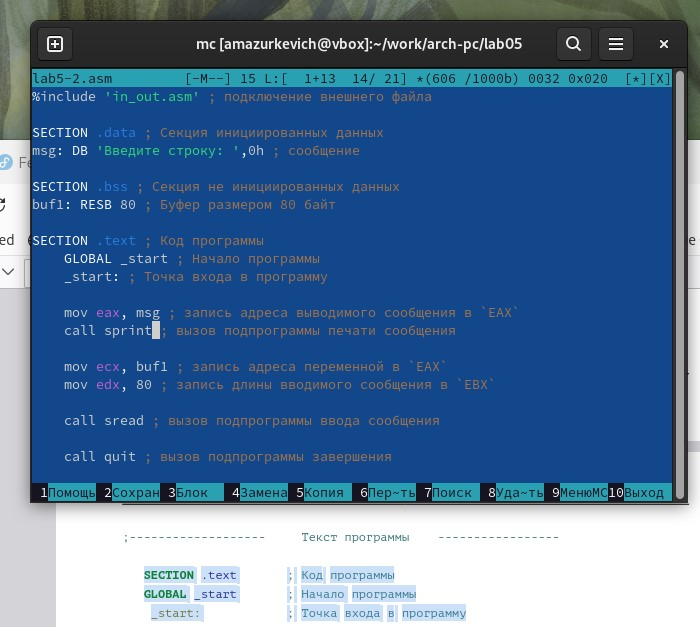 mc [amazurkevich@vbox]:~/work/arch-pc/lab05
lab5-2.asm [-M--] 15 L:[ 1+13 14/ 21] *(606 /1000b) 0032 0x020 [*][X]
%include 'in_out.asm' ; подключение внешнего файла
SECTION .data ; Секция инициированных данных
msg: DB 'Введите строку: ',0h ; сообщение
SECTION .bss ; Секция не инициированных данных
buf1: RESB 80 ; Буфер размером 80 байт
SECTION .text ; Код программы
GLOBAL _start ; Начало программы
_start: ; Точка входа в программу
mov eax, msg ; запись адреса выводимого сообщения в `EAX`
call sprint ; вызов подпрограммы печати сообщения
mov ecx, buf1 ; запись адреса переменной в `EAX`
mov edx, 80 ; запись длины вводимого сообщения в `EBX`
call sread ; вызов подпрограммы ввода сообщения
call quit ; вызов подпрограммы завершения
1Помощь 2Сохран 3Блок 4Замена 5Копия 6Пер~ть 7Поиск 8Уда~ть 9МенюМС 10Выход
;------------------- Текст программы -----------------
SECTION .text ; Код программы
GLOBAL _start ; Начало программы
_start: ; Точка входа в программу